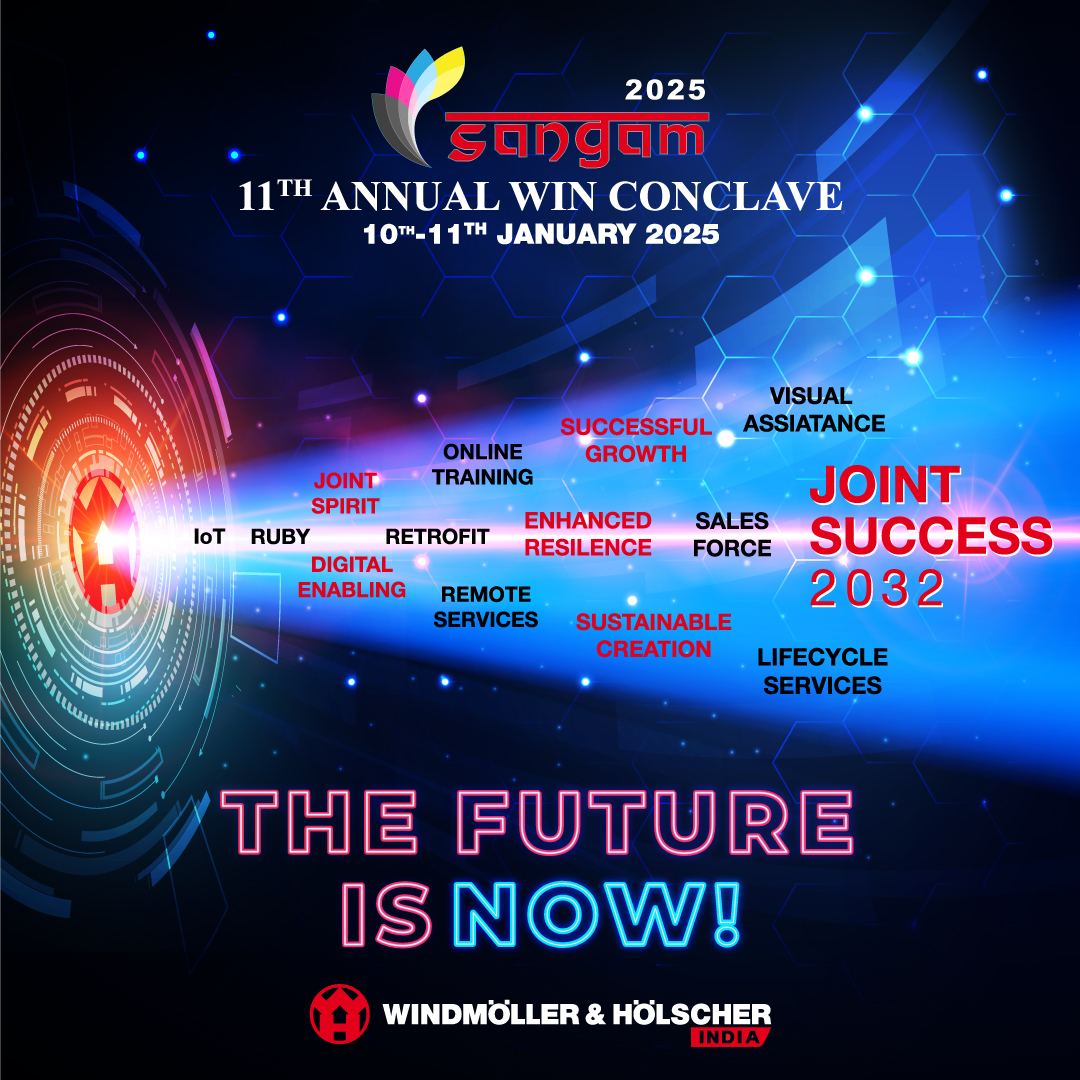 2025
sangam
11TH ANNUAL WIN CONCLAVE
10TH-11TH JANUARY 2025
VISUAL
ASSIATANCE
SUCCESSFUL
GROWTH
ONLINE
TRAINING
JOINT
SPIRIT
IoT
RUBY
RETROFIT
ENHANCED
RESILENCE
SALES
FORCE
JOINT
SUCCESS
2032
DIGITAL
ENABLING
REMOTE
SERVICES
SUSTAINABLE
CREATION
LIFECYCLE
SERVICES
THE FUTURE
IS NOW!
WINDMÖLLER & HÖLSCHER
INDIA